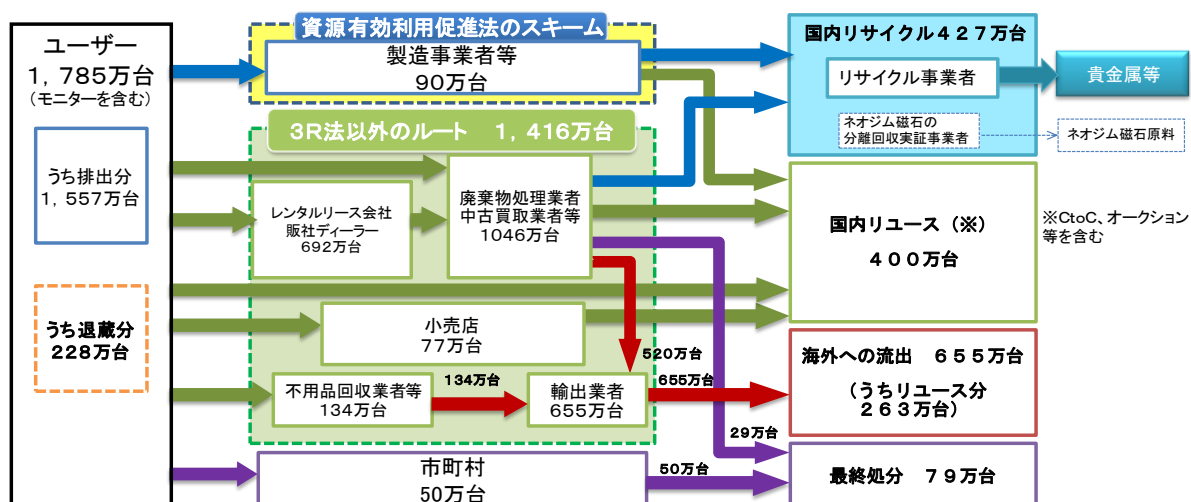 ユーザー
１，７８５万台
（モニターを含む）
うち排出分
１，５５７万台
うち退蔵分
２２８万台
資源有効利用促進法のスキーム
製造事業者等
９０万台
３Ｒ法以外のルート　１，４１６万台
レンタルリース会社
販社ディーラー
６９２万台
廃棄物処理業者
中古買取業者等
１０４６万台
小売店
７７万台
不用品回収業者等
１３４万台
１３４万台
輸出業者
６５５万台
５２０万台
６５５万台
２９万台
市町村
５０万台
５０万台
国内リサイクル４２７万台
リサイクル事業者
貴金属等
ネオジム磁石の
分離回収実証事業者
ネオジム磁石原料
国内リユース（※）
４００万台
※CtoC、オークション
等を含む
海外への流出　６５５万台
（うちリユース分
２６３万台）
最終処分　７９万台